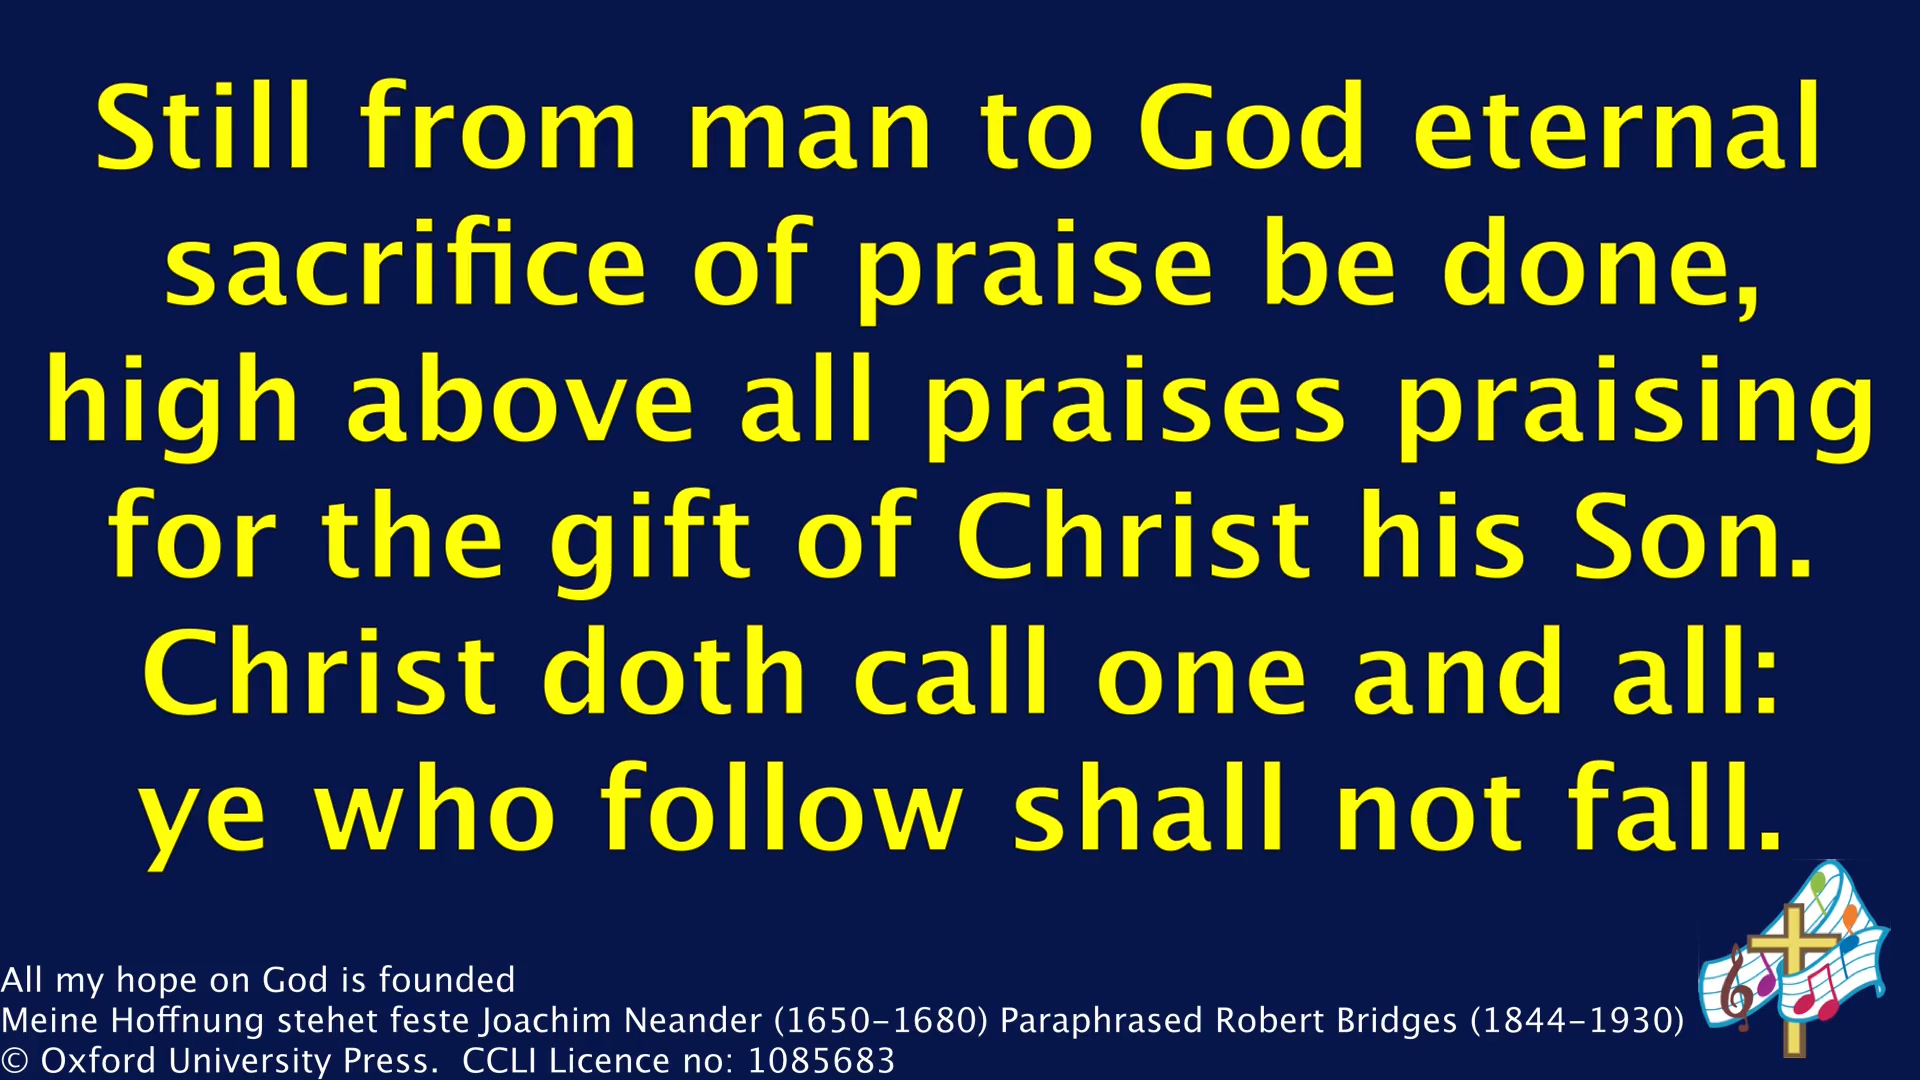 Still from man to God eternal
sacrifice of praise be done,
high above all praises praising
for the gift of Christ his Son.
Christ doth call one and all:
ye who follow shall not fall.
All my hope on God is founded
Meine Hoffnung stehet feste Joachim Neander (1650–1680) Paraphrased Robert Bridges (1844–1930)
© Oxford University Press.  CCLI Licence no: 1085683